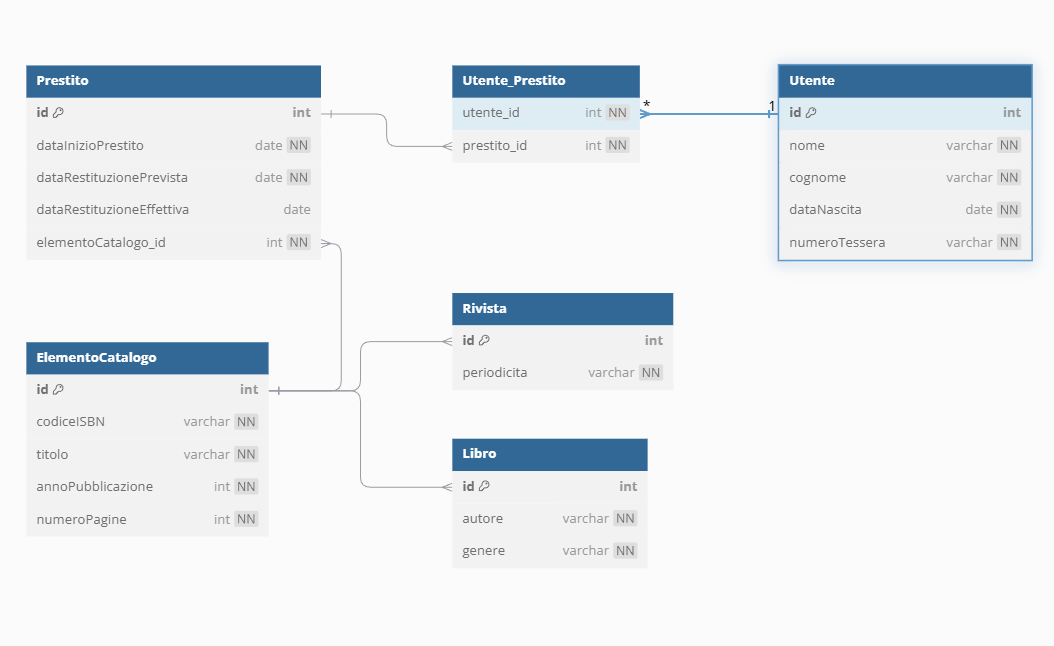 Prestito
id int
dataInizioPrestito date NN
dataRestituzionePrevista date NN
dataRestituzioneEffettiva date
elementoCatalogo_id int NN
Utente_Prestito
utente_id int NN
prestito_id int NN
* 1
Utente
id int
nome varchar NN
cognome varchar NN
dataNascita date NN
numeroTessera varchar NN
Rivista
id int
periodicita varchar NN
ElementoCatalogo
id int
codiceISBN varchar NN
titolo varchar NN
annoPubblicazione int NN
numeroPagine int NN
Libro
id int
autore varchar NN
genere varchar NN